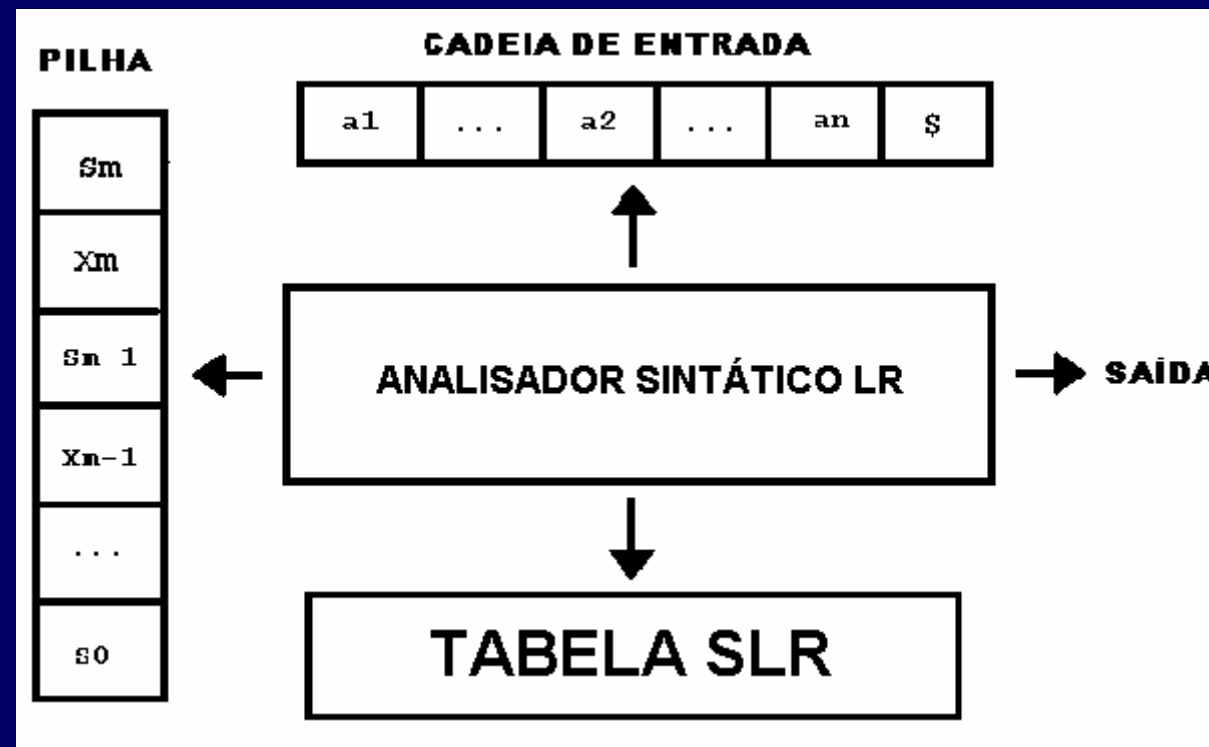 PILHA
CADEIA DE ENTRADA
a1 ... a2 ... an $
Sm
Xm
Sm 1
Xm-1
...
s0
ANALISADOR SINTÁTICO LR
SAÍDA
TABELA SLR